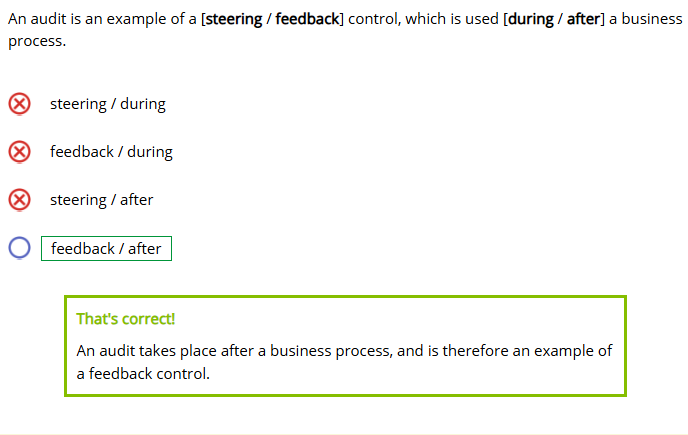 An audit is an example of a [steering / feedback] control, which is used [during / after] a business
process.
steering / during
feedback / during
steering / after
feedback / after
That's correct!
An audit takes place after a business process, and is therefore an example of
a feedback control.